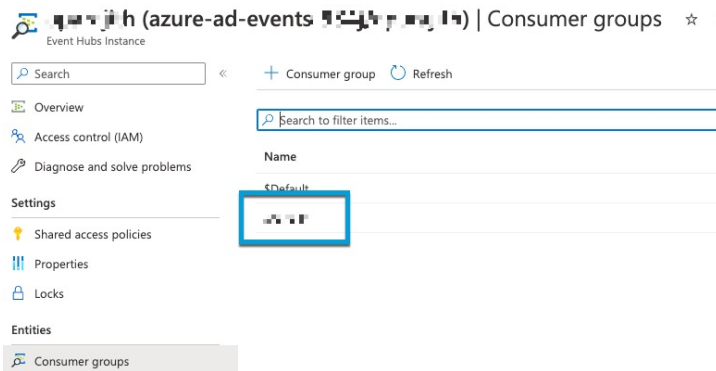 h (azure-ad-events ) | Consumer groups
Event Hubs Instance
Search
Overview
Access control (IAM)
Diagnose and solve problems
Settings
Shared access policies
Properties
Locks
Entities
Consumer groups
Consumer group
Refresh
Search to filter items...
Name
$Default